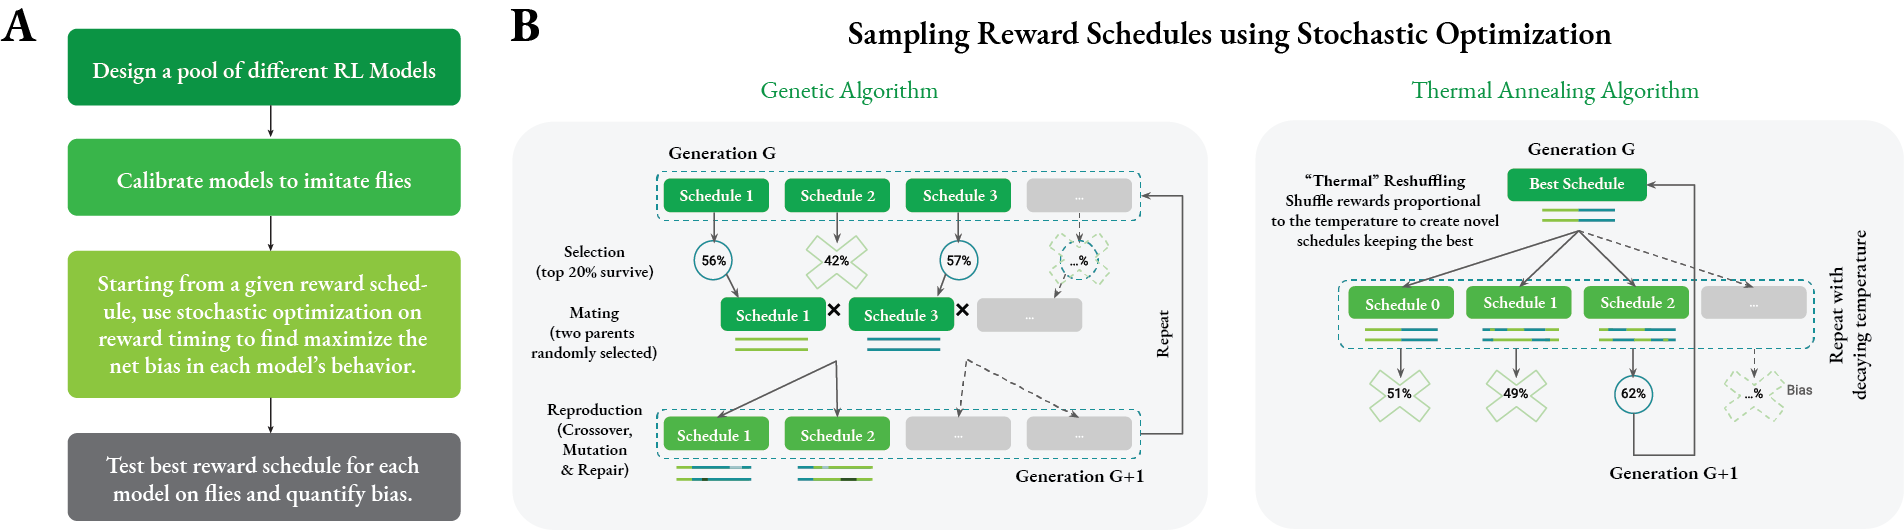 A
Design a pool of different RL Models
Calibrate models to imitate flies
Starting from a given reward sched-
ule, use stochastic optimization on
reward timing to find maximize the
net bias in each model's behavior.
Test best reward schedule for each
model on flies and quantify bias.
B
Sampling Reward Schedules using Stochastic Optimization
Genetic Algorithm
Generation G
Schedule 1
Schedule 2
Schedule 3
...
Selection
(top 20% survive)
56%
42%
57%
...%
Mating
(two parents
randomly selected)
Schedule 1
×
Schedule 3
×
...
Repeat
Reproduction
(Crossover,
Mutation
& Repair)
Schedule 1
Schedule 2
...
...
Generation G+1
Thermal Annealing Algorithm
Generation G
Best Schedule
“Thermal” Reshuffling
Shuffle rewards proportional
to the temperature to create novel
schedules keeping the best
Schedule 0
Schedule 1
Schedule 2
...
51%
49%
62%
...%
Bias
Repeat with
decaying temperature
Generation G+1